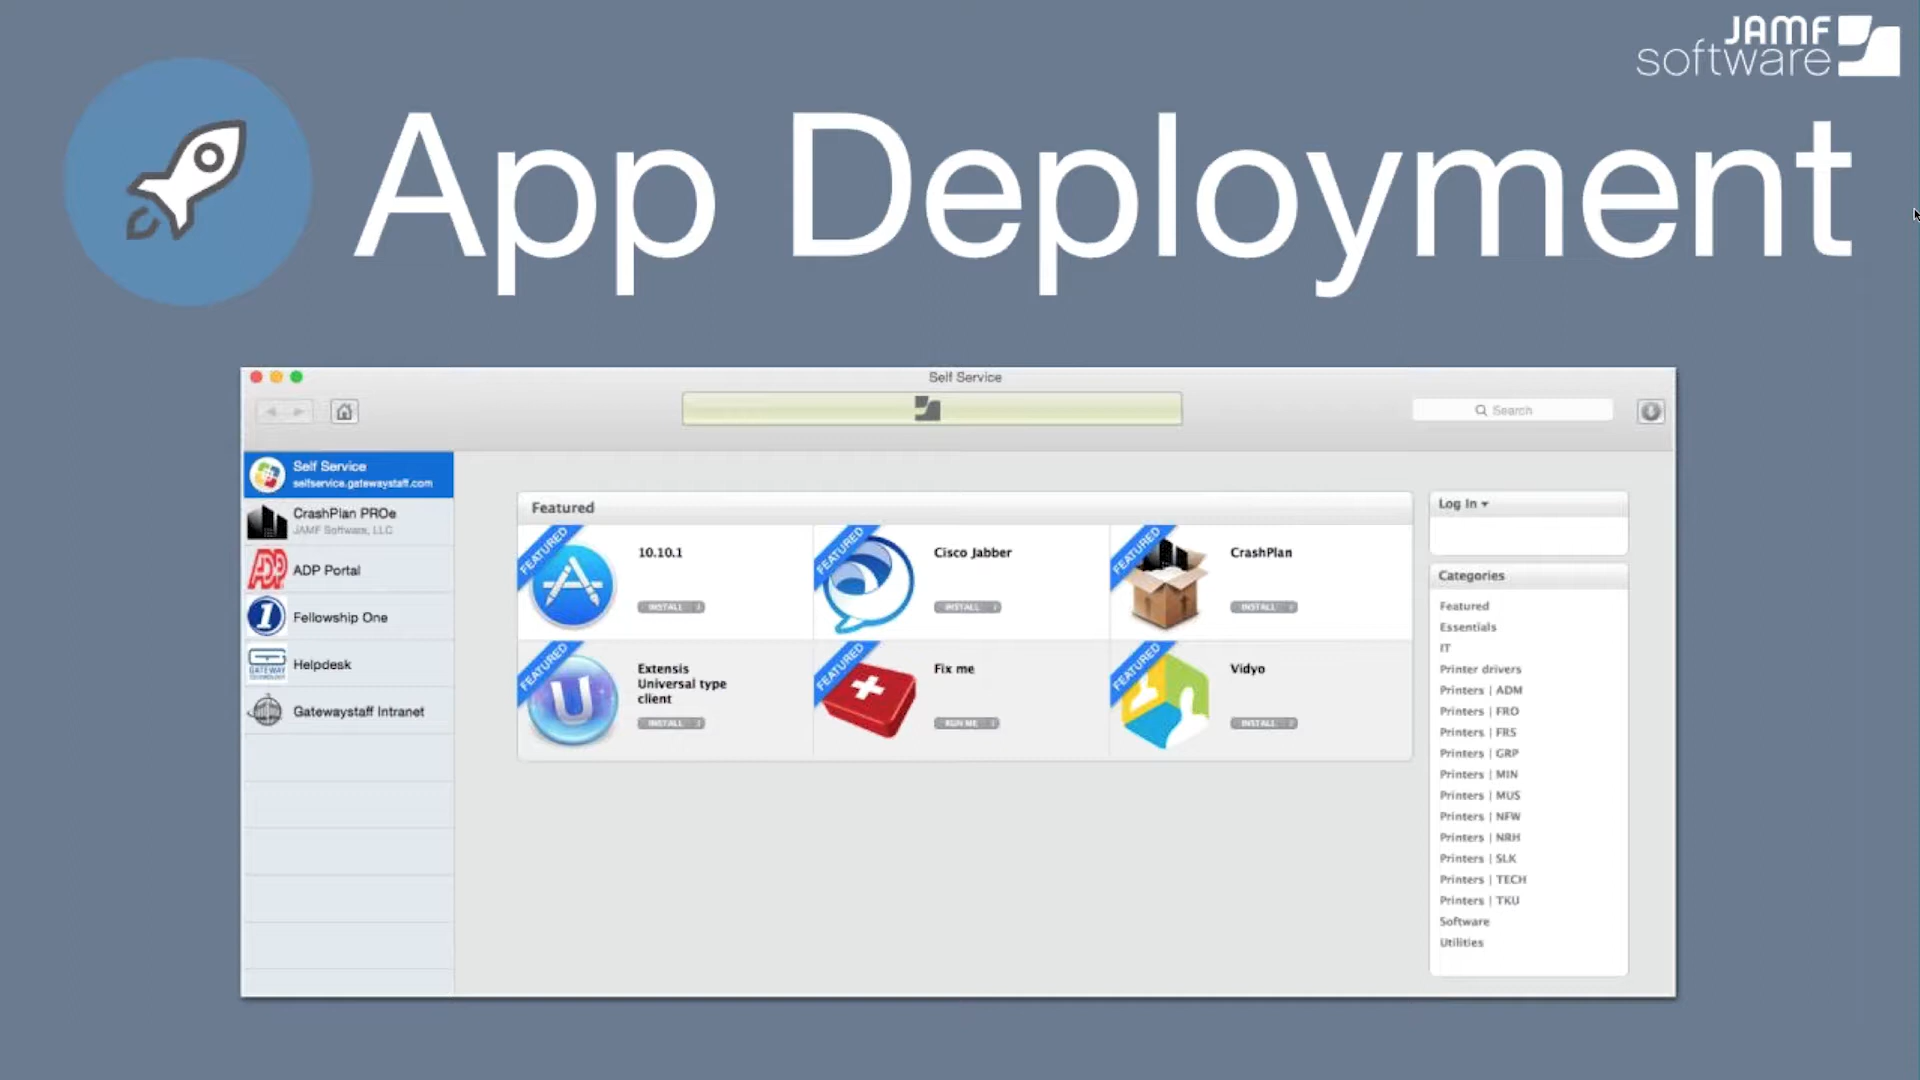 JAMF
software
App Deployment
Self Service
Search
Self Service
selfservice.gatewaystaff.com
CrashPlan PROe
JAMF Software, LLC
ADP Portal
Fellowship One
Helpdesk
Gatewaystaff Intranet
Featured
FEATURED
10.10.1
INSTALL
FEATURED
Cisco Jabber
INSTALL
FEATURED
CrashPlan
INSTALL
FEATURED
Extensis
Universal type
client
INSTALL
FEATURED
Fix me
RUN ME
FEATURED
Vidyo
INSTALL
Log In
Categories
Featured
Essentials
IT
Printer drivers
Printers | ADM
Printers | FRO
Printers | FRS
Printers | GRP
Printers | MIN
Printers | MUS
Printers | NFW
Printers | NRH
Printers | SLK
Printers | TECH
Printers | TKU
Software
Utilities
ADP
1
GATEWAY
U